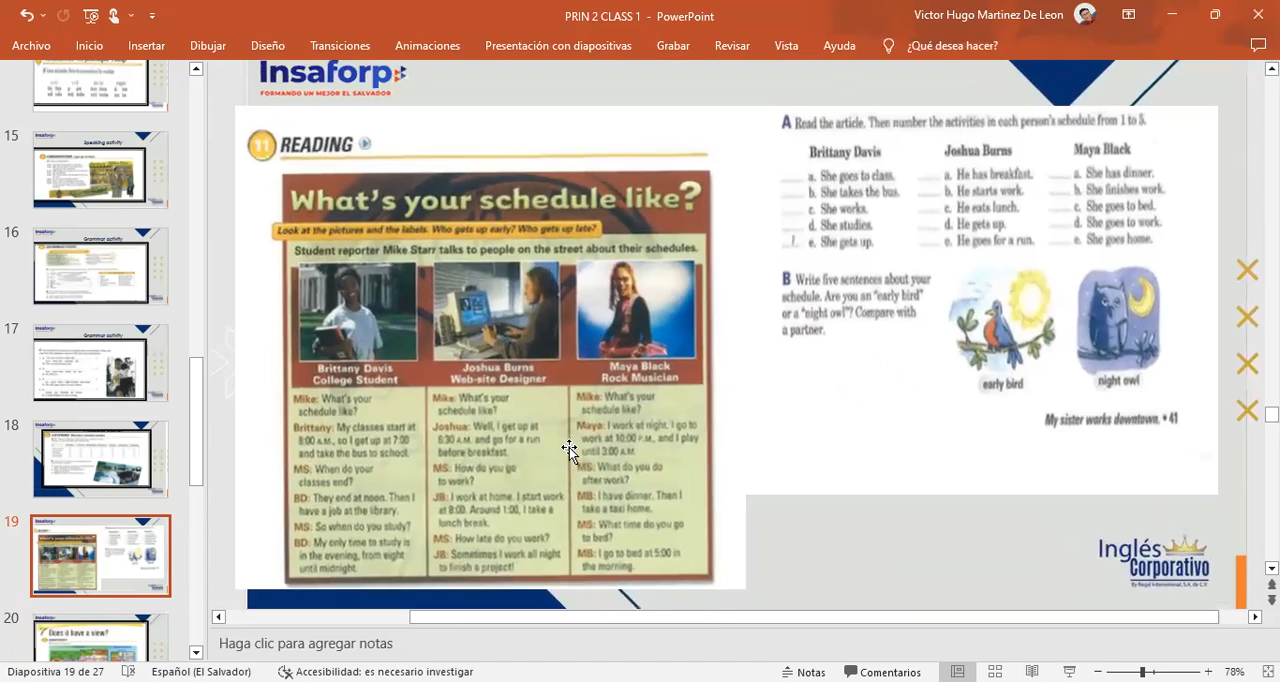 PRIN 2 CLASS 1 - PowerPoint
Victor Hugo Martinez De Leon
Archivo Inicio Insertar Dibujar Diseño Transiciones Animaciones Presentación con diapositivas Grabar Revisar Vista Ayuda ¿Qué desea hacer?
15
16
17
18
19
20
Speaking activity
Grammar activity
Grammar activity
Does it have a view?
Insaforp
FORMANDO UN MEJOR EL SALVADOR
11 READING
What's your schedule like?
Look at the pictures and the labels. Who gets up early? Who gets up late?
Student reporter Mike Starr talks to people on the street about their schedules.
Brittany Davis
College Student
Mike: What's your
schedule like?
Brittany: My classes start at
8:00 A.M., so I get up at 7:00
and take the bus to school.
MS: When do your
classes end?
BD: They end at noon. Then I
have a job at the library.
MS: So when do you study?
BD: My only time to study is
in the evening, from eight
until midnight.
Joshua Burns
Web-site Designer
Mike: What's your
schedule like?
Joshua: Well, I get up at
6:30 A.M. and go for a run
before breakfast.
MS: How do you go
to work?
JB: I work at home. I start work
at 8:00. Around 1:00, I take a
lunch break.
MS: How late do you work?
JB: Sometimes I work all night
to finish a project!
Maya Black
Rock Musician
Mike: What's your
schedule like?
Maya: I work at night. I go to
work at 10:00 P.M., and I play
until 3:00 A.M.
MS: What do you do
after work?
MB: I have dinner. Then I
take a taxi home.
MS: What time do you go
to bed?
MB: I go to bed at 5:00 in
the morning.
A Read the article. Then number the activities in each person's schedule from 1 to 5.
Brittany Davis
a. She goes to class.
b. She takes the bus.
c. She works.
d. She studies.
1 e. She gets up.
Joshua Burns
a. He has breakfast.
b. He starts work.
c. He eats lunch.
d. He gets up.
e. He goes for a run.
Maya Black
a. She has dinner.
b. She finishes work.
c. She goes to bed.
d. She goes to work.
e. She goes home.
B Write five sentences about your
schedule. Are you an "early bird"
or a "night owl"? Compare with
a partner.
early bird
night owl
My sister works downtown. • 41
Inglés
Corporativo
Haga clic para agregar notas
Diapositiva 19 de 27 Español (El Salvador) Accesibilidad: es necesario investigar Notas Comentarios 78%